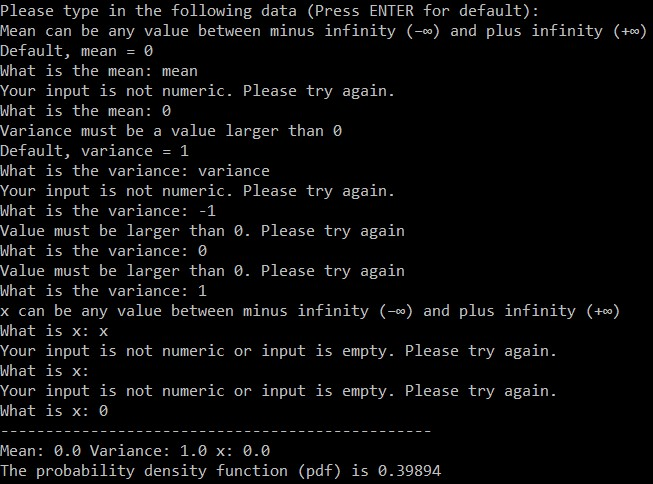 Please type in the following data (Press ENTER for default):
Mean can be any value between minus infinity (−∞) and plus infinity (+∞)
Default, mean = 0
What is the mean: mean
Your input is not numeric. Please try again.
What is the mean: 0
Variance must be a value larger than 0
Default, variance = 1
What is the variance: variance
Your input is not numeric. Please try again.
What is the variance: -1
Value must be larger than 0. Please try again
What is the variance: 0
Value must be larger than 0. Please try again
What is the variance: 1
x can be any value between minus infinity (−∞) and plus infinity (+∞)
What is x: x
Your input is not numeric or input is empty. Please try again.
What is x:
Your input is not numeric or input is empty. Please try again.
What is x: 0
------------------------------------------------
Mean: 0.0 Variance: 1.0 x: 0.0
The probability density function (pdf) is 0.39894